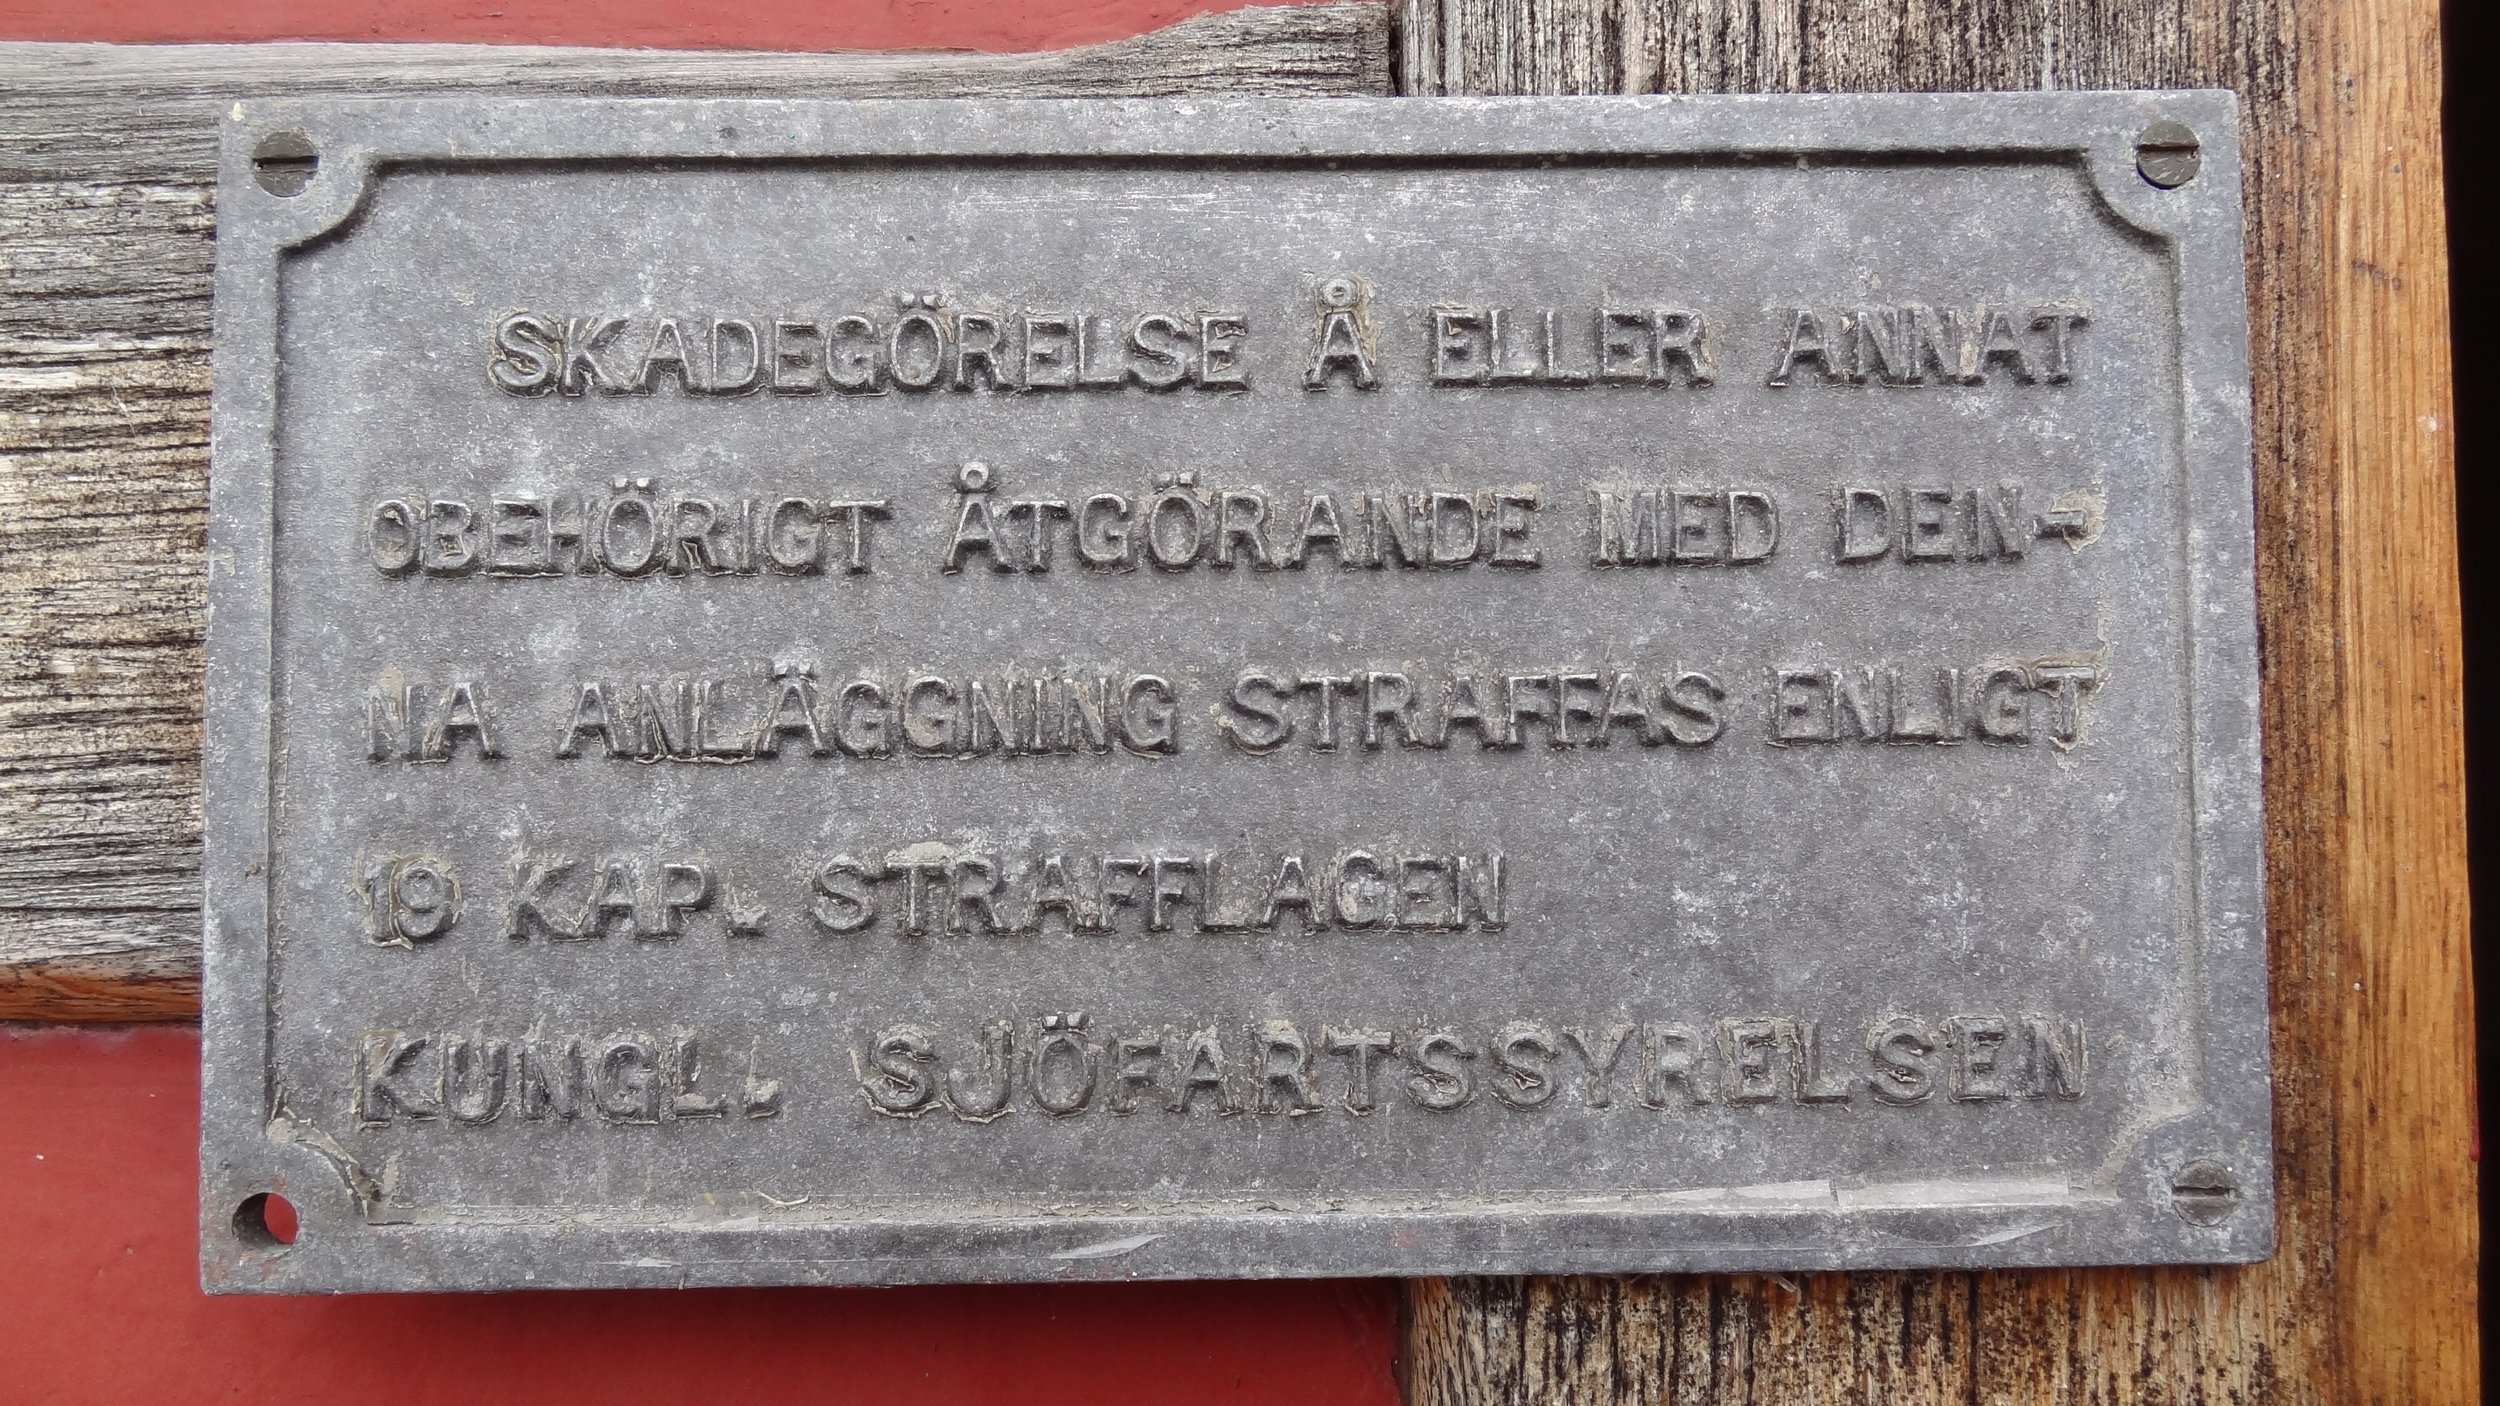 SKADEGÖRELSE Å ELLER ANNAT
OBEHÖRIGT ÅTGÖRANDE MED DEN-
NA ANLÄGGNING STRAFFAS ENLIGT
19 KAP. STRAFFLAGEN
KUNGL. SJÖFARTSSYRELSEN